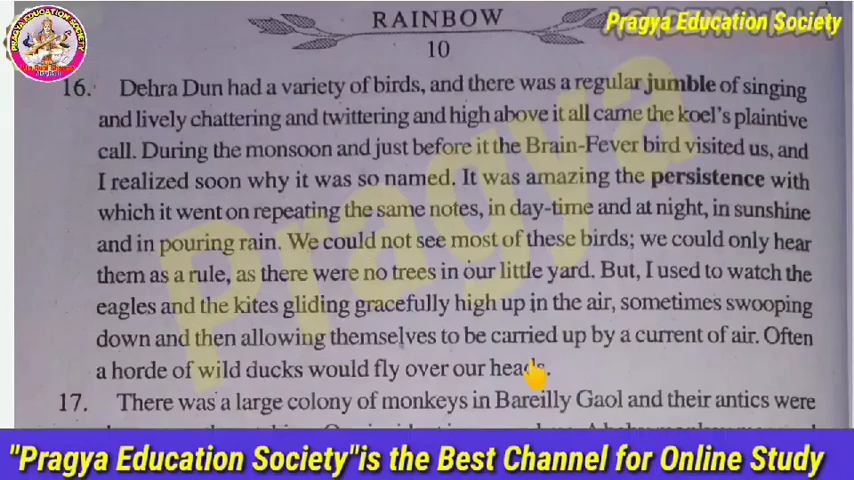 PRAGYA EDUCATION SOCIETY
RAINBOW
Pragya Education Society
10
16. Dehra Dun had a variety of birds, and there was a regular jumble of singing
and lively chattering and twittering and high above it all came the koel's plaintive
call. During the monsoon and just before it the Brain-Fever bird visited us, and
I realized soon why it was so named. It was amazing the persistence with
which it went on repeating the same notes, in day-time and at night, in sunshine
and in pouring rain. We could not see most of these birds; we could only hear
them as a rule, as there were no trees in our little yard. But, I used to watch the
eagles and the kites gliding gracefully high up in the air, sometimes swooping
down and then allowing themselves to be carried up by a current of air. Often
a horde of wild ducks would fly over our heads.
17. There was a large colony of monkeys in Bareilly Gaol and their antics were
Pragya
"Pragya Education Society"is the Best Channel for Online Study